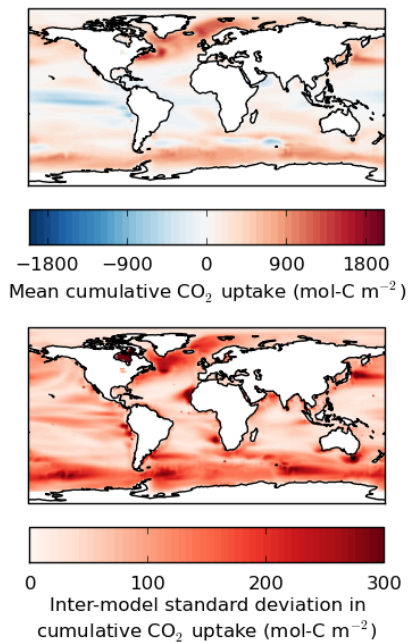 −1800 −900 0 900 1800
Mean cumulative CO₂ uptake (mol-C m⁻²)
0 100 200 300
Inter-model standard deviation in
cumulative CO₂ uptake (mol-C m⁻²)